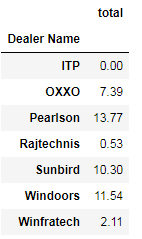 total
Dealer Name
ITP 0.00
OXXO 7.39
Pearlson 13.77
Rajtechnis 0.53
Sunbird 10.30
Windoors 11.54
Winfratech 2.11